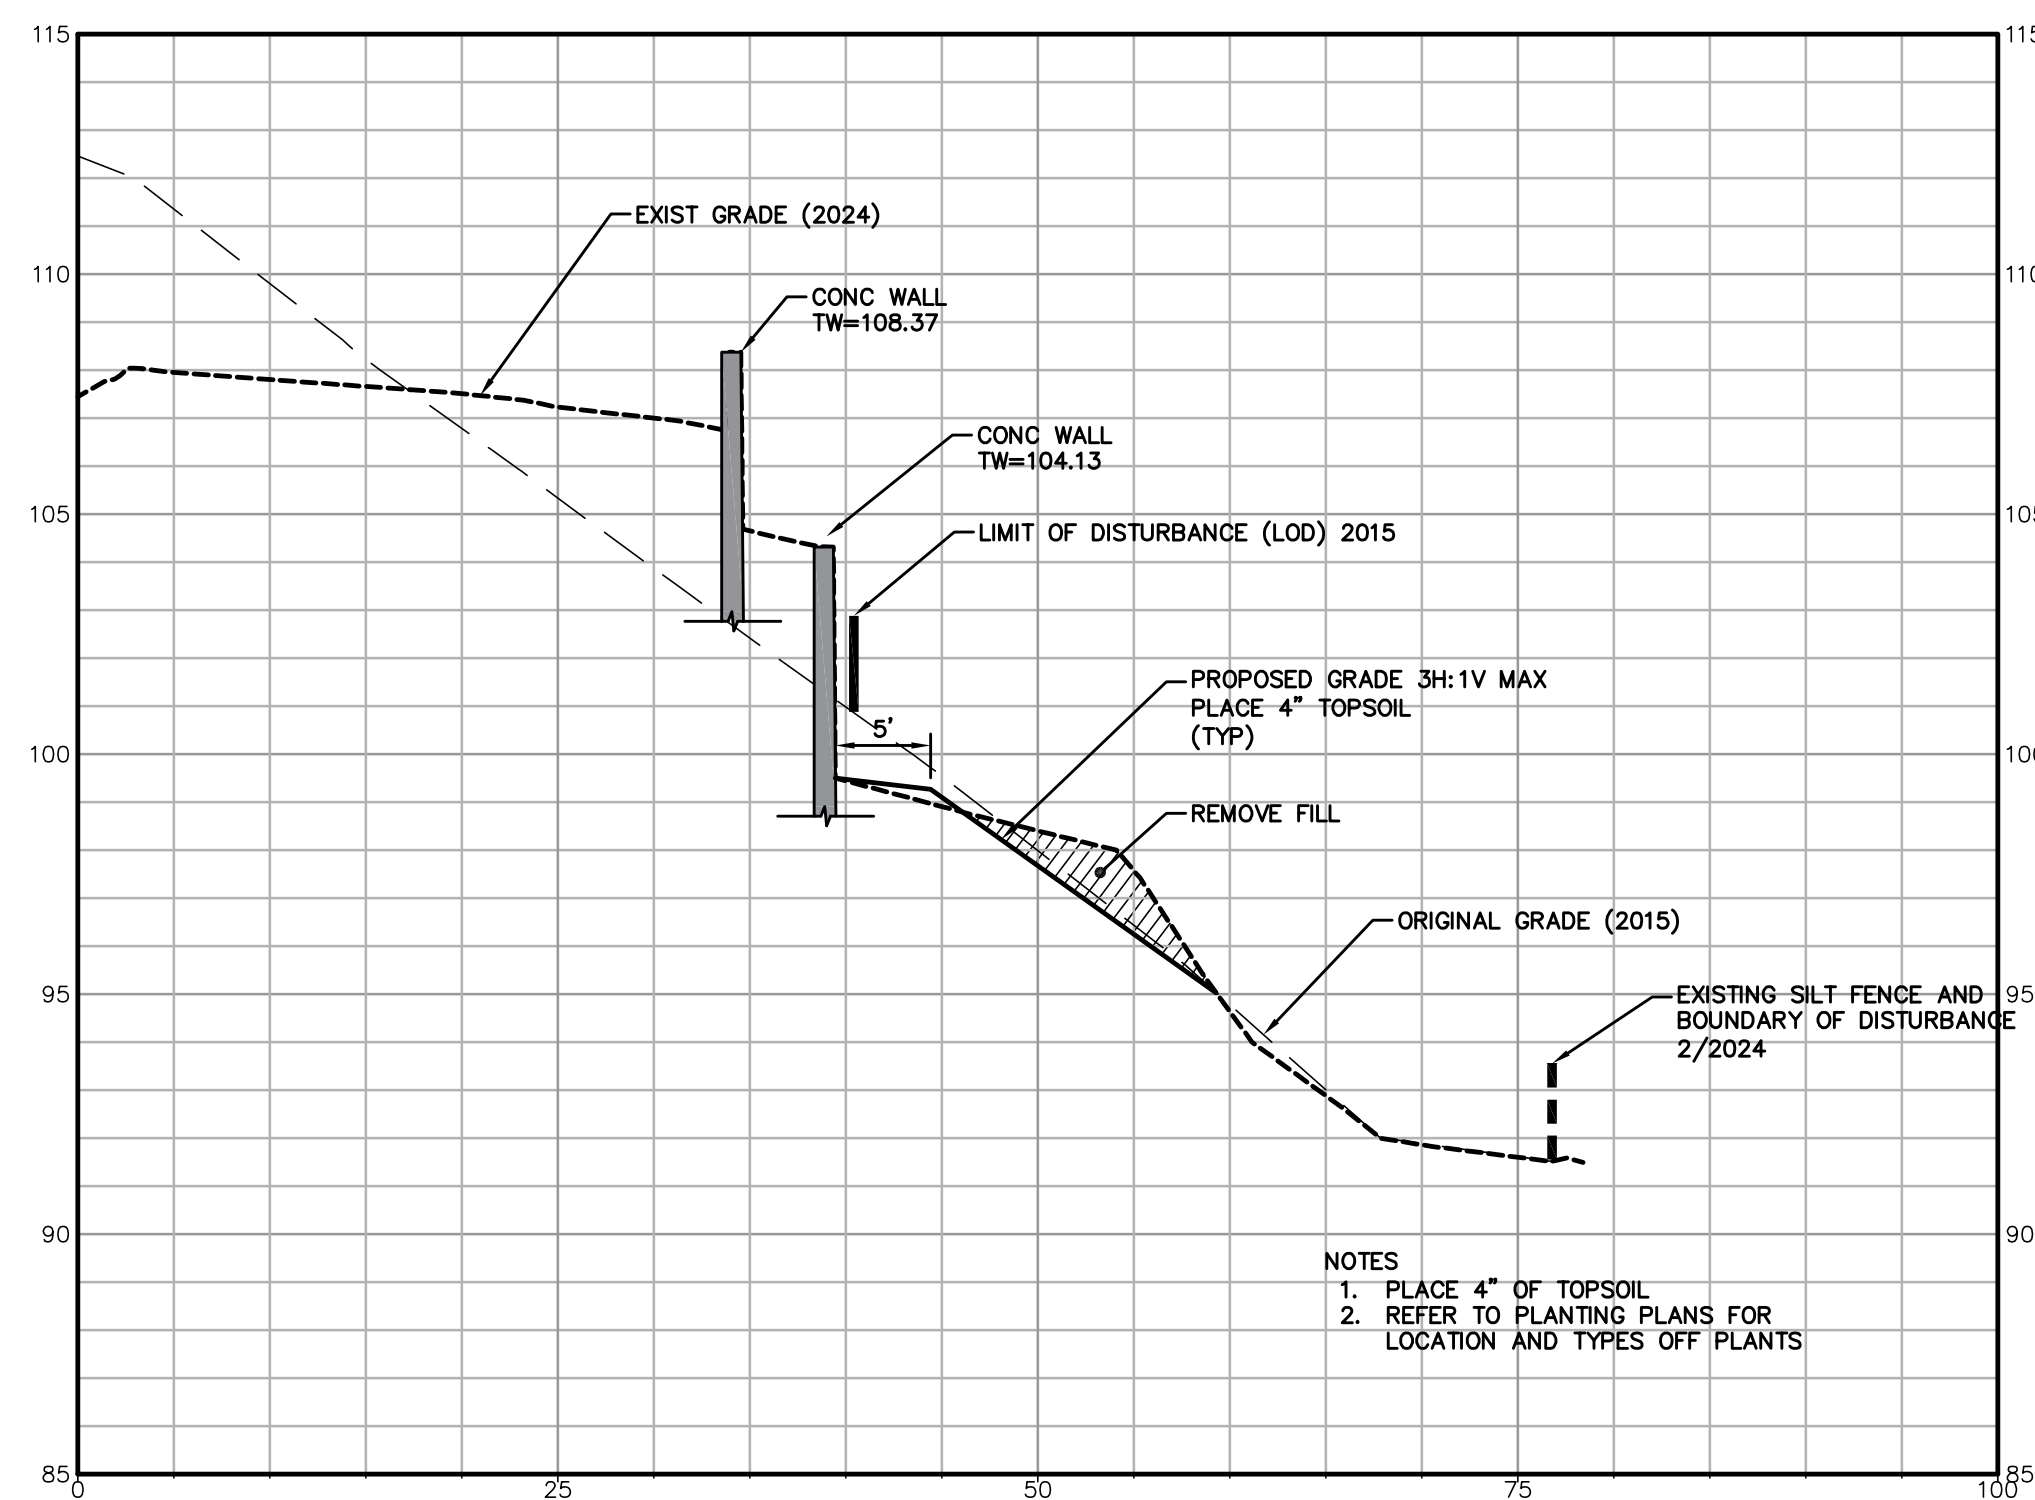 115
115
EXIST GRADE (2024)
110
110
CONC WALL
TW=108.37
CONC WALL
TW=104.13
105
105
LIMIT OF DISTURBANCE (LOD) 2015
PROPOSED GRADE 3H:1V MAX
PLACE 4" TOPSOIL
(TYP)
5'
100
100
REMOVE FILL
ORIGINAL GRADE (2015)
95
95
EXISTING SILT FENCE AND
BOUNDARY OF DISTURBANCE
2/2024
90
90
NOTES
1. PLACE 4" OF TOPSOIL
2. REFER TO PLANTING PLANS FOR
LOCATION AND TYPES OFF PLANTS
85
85
0
25
50
75
100